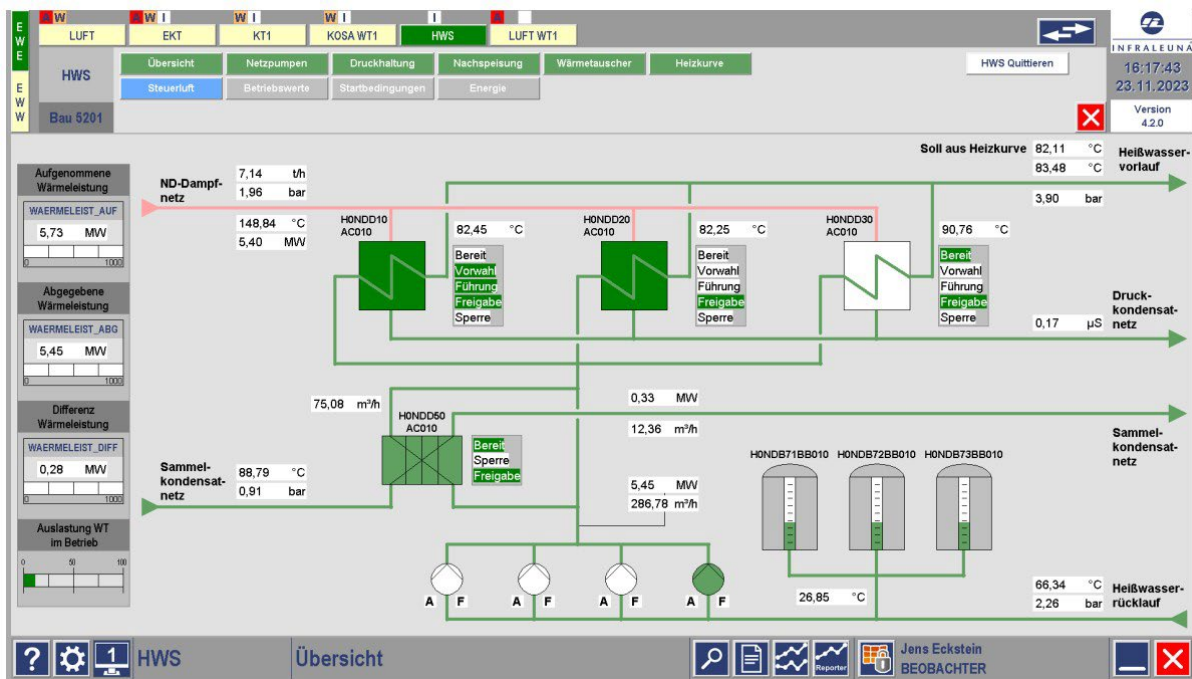 A W
A W I
W I
W I
I
A
E W E
LUFT
EKT
KT1
KOSA WT1
HWS
LUFT WT1
INFRALEUNA
E W W
HWS
Übersicht
Netzpumpen
Druckhaltung
Nachspeisung
Wärmetauscher
Heizkurve
HWS Quittieren
16:17:43
23.11.2023
Steuerluft
Betriebswerte
Startbedingungen
Energie
Bau 5201
Version
4.2.0
Soll aus Heizkurve 82,11 °C
83,48 °C
Heißwasser-
vorlauf
3,90 bar
Aufgenommene
Wärmeleistung
WAERMELEIST_AUF
5,73 MW
0 1000
Abgegebene
Wärmeleistung
WAERMELEIST_ABG
5,45 MW
0 1000
Differenz
Wärmeleistung
WAERMELEIST_DIFF
0,28 MW
0 1000
Auslastung WT
im Betrieb
0 50 100
ND-Dampf-
netz
7,14 t/h
1,96 bar
148,84 °C
5,40 MW
H0NDD10
AC010
82,45 °C
Bereit
Vorwahl
Führung
Freigabe
Sperre
H0NDD20
AC010
82,25 °C
Bereit
Vorwahl
Führung
Freigabe
Sperre
H0NDD30
AC010
90,76 °C
Bereit
Vorwahl
Führung
Freigabe
Sperre
Druck-
kondensat-
netz
0,17 µS
75,08 m³/h
H0NDD50
AC010
Bereit
Sperre
Freigabe
0,33 MW
12,36 m³/h
Sammel-
kondensat-
netz
Sammel-
kondensat-
netz
88,79 °C
0,91 bar
5,45 MW
286,78 m³/h
H0NDB71BB010
H0NDB72BB010
H0NDB73BB010
A F
A F
A F
A F
26,85 °C
66,34 °C
2,26 bar
Heißwasser-
rücklauf
?
1
HWS
Übersicht
Reporter
Jens Eckstein
BEOBACHTER